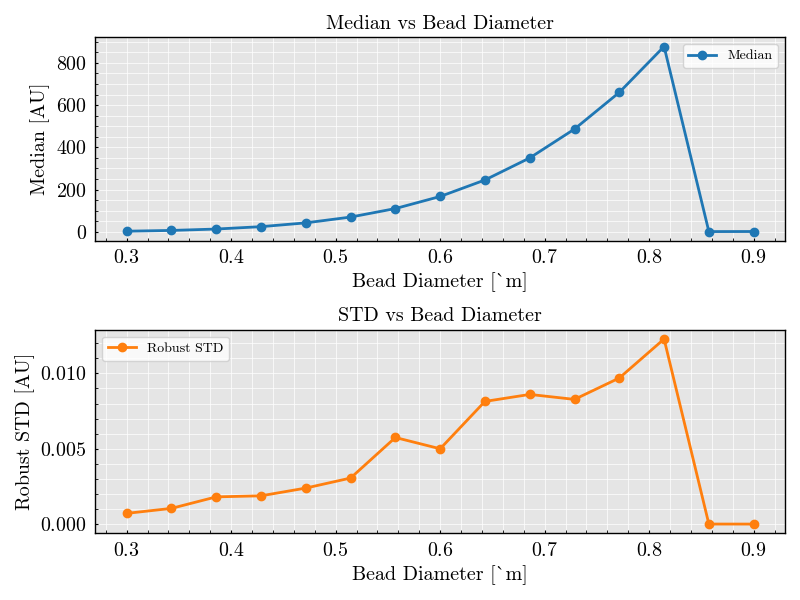 Median vs Bead Diameter
Median [AU]
800
600
400
200
0
Median
0.3 0.4 0.5 0.6 0.7 0.8 0.9
Bead Diameter [`m]
STD vs Bead Diameter
Robust STD [AU]
0.010
0.005
0.000
Robust STD
0.3 0.4 0.5 0.6 0.7 0.8 0.9
Bead Diameter [`m]